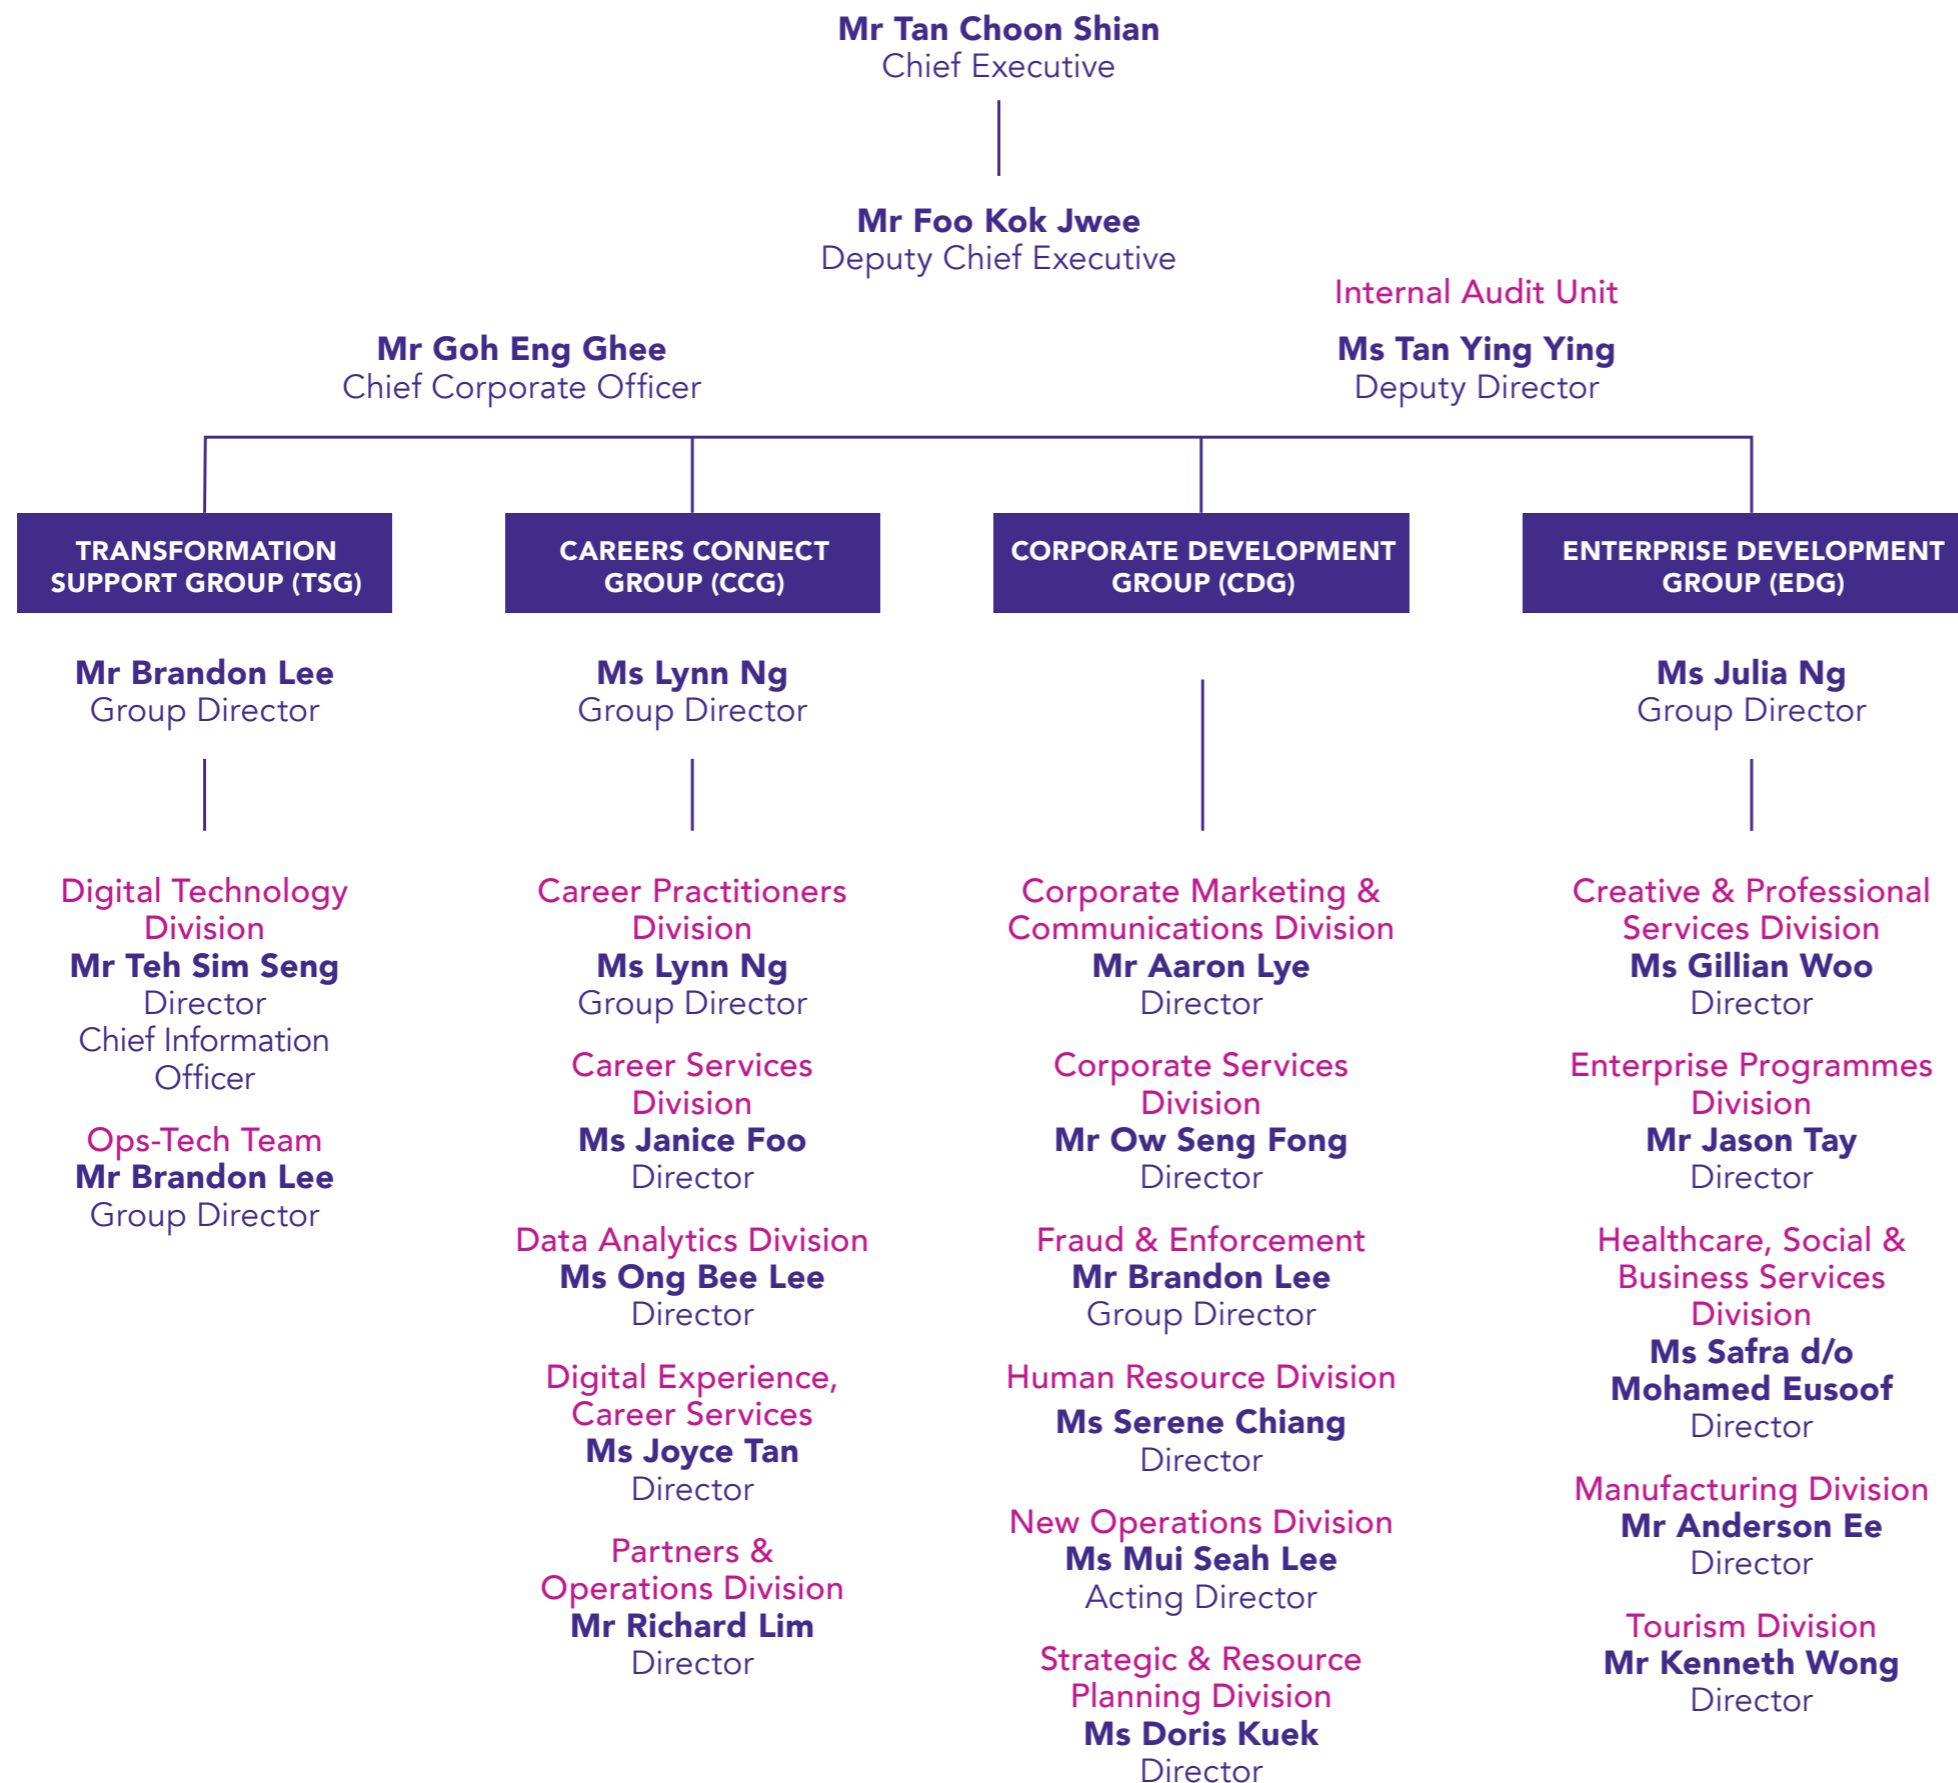 Mr Tan Choon Shian
Chief Executive
Mr Foo Kok Jwee
Deputy Chief Executive
Internal Audit Unit
Mr Goh Eng Ghee
Chief Corporate Officer
Ms Tan Ying Ying
Deputy Director
TRANSFORMATION
SUPPORT GROUP (TSG)
Mr Brandon Lee
Group Director
Digital Technology
Division
Mr Teh Sim Seng
Director
Chief Information
Officer
Ops-Tech Team
Mr Brandon Lee
Group Director
CAREERS CONNECT
GROUP (CCG)
Ms Lynn Ng
Group Director
Career Practitioners
Division
Ms Lynn Ng
Group Director
Career Services
Division
Ms Janice Foo
Director
Data Analytics Division
Ms Ong Bee Lee
Director
Digital Experience,
Career Services
Ms Joyce Tan
Director
Partners &
Operations Division
Mr Richard Lim
Director
CORPORATE DEVELOPMENT
GROUP (CDG)
Corporate Marketing &
Communications Division
Mr Aaron Lye
Director
Corporate Services
Division
Mr Ow Seng Fong
Director
Fraud & Enforcement
Mr Brandon Lee
Group Director
Human Resource Division
Ms Serene Chiang
Director
New Operations Division
Ms Mui Seah Lee
Acting Director
Strategic & Resource
Planning Division
Ms Doris Kuek
Director
ENTERPRISE DEVELOPMENT
GROUP (EDG)
Ms Julia Ng
Group Director
Creative & Professional
Services Division
Ms Gillian Woo
Director
Enterprise Programmes
Division
Mr Jason Tay
Director
Healthcare, Social &
Business Services
Division
Ms Safra d/o
Mohamed Eusoof
Director
Manufacturing Division
Mr Anderson Ee
Director
Tourism Division
Mr Kenneth Wong
Director